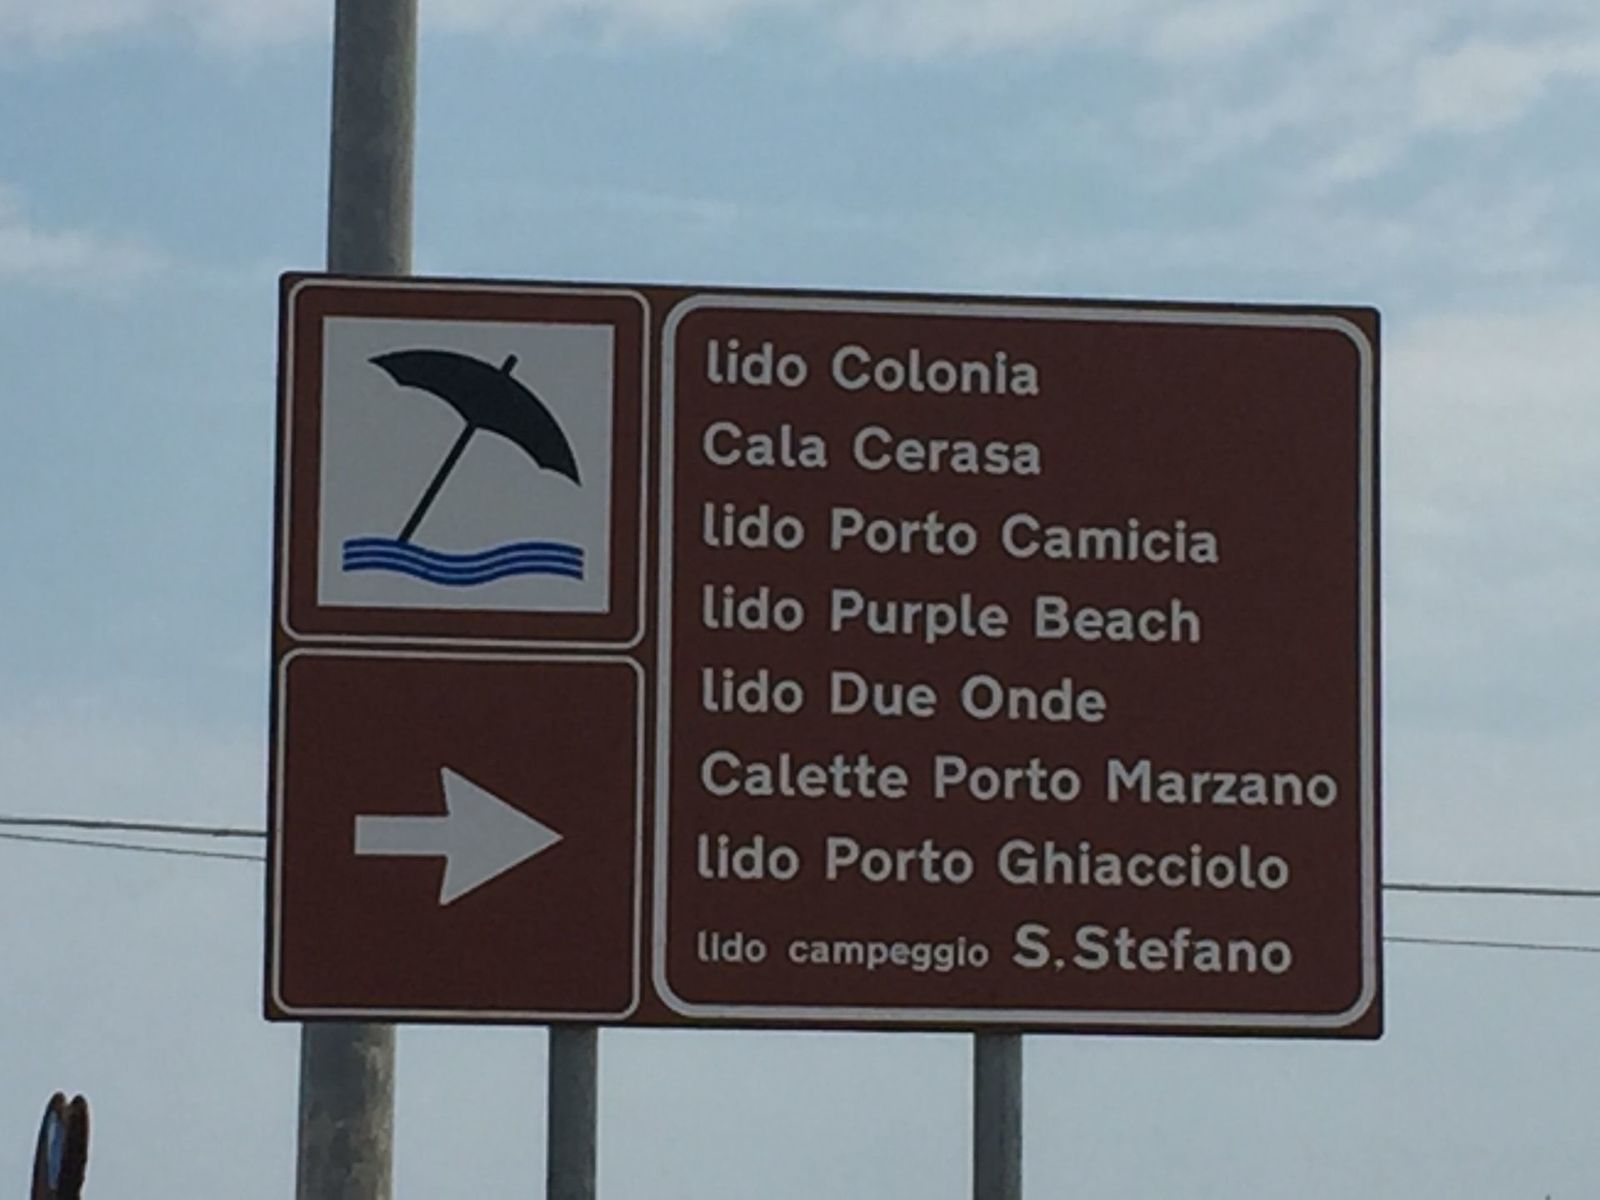 lido Colonia
Cala Cerasa
lido Porto Camicia
lido Purple Beach
lido Due Onde
Calette Porto Marzano
lido Porto Ghiacciolo
lido campeggio S.Stefano